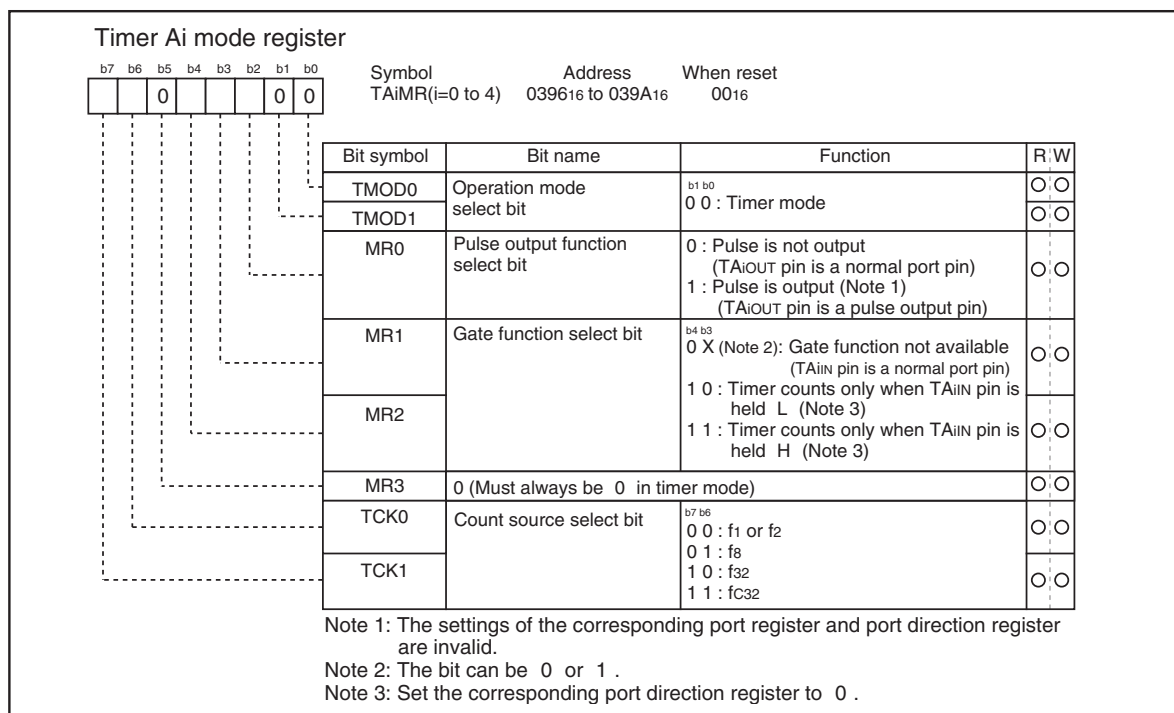 Timer Ai mode register
b7 b6 b5 b4 b3 b2 b1 b0
0 0 0
Symbol Address When reset
TAiMR(i=0 to 4) 039616 to 039A16 0016
Bit symbol Bit name Function R W
TMOD0 Operation mode select bit b1 b0
0 0 : Timer mode
TMOD1
MR0 Pulse output function select bit 0 : Pulse is not output
(TAiOUT pin is a normal port pin)
1 : Pulse is output (Note 1)
(TAiOUT pin is a pulse output pin)
MR1 Gate function select bit b4 b3
0 X (Note 2): Gate function not available
(TAiIN pin is a normal port pin)
1 0 : Timer counts only when TAiIN pin is
held L (Note 3)
MR2
1 1 : Timer counts only when TAiIN pin is
held H (Note 3)
MR3 0 (Must always be 0 in timer mode)
TCK0 Count source select bit b7 b6
0 0 : f1 or f2
0 1 : f8
TCK1
1 0 : f32
1 1 : fC32
Note 1: The settings of the corresponding port register and port direction register
are invalid.
Note 2: The bit can be 0 or 1 .
Note 3: Set the corresponding port direction register to 0 .